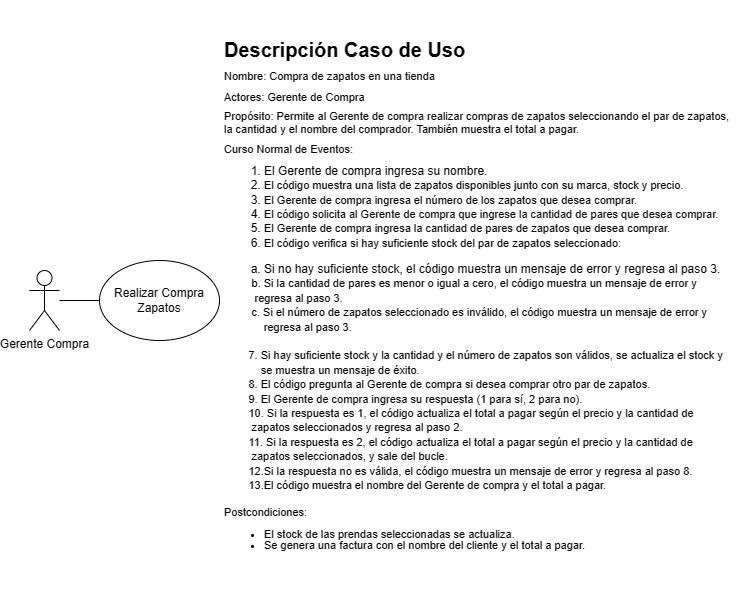 Descripción Caso de Uso
Nombre: Compra de zapatos en una tienda
Actores: Gerente de Compra
Propósito: Permite al Gerente de compra realizar compras de zapatos seleccionando el par de zapatos,
la cantidad y el nombre del comprador. También muestra el total a pagar.
Curso Normal de Eventos:
1. El Gerente de compra ingresa su nombre.
2. El código muestra una lista de zapatos disponibles junto con su marca, stock y precio.
3. El Gerente de compra ingresa el número de los zapatos que desea comprar.
4. El código solicita al Gerente de compra que ingrese la cantidad de pares que desea comprar.
5. El Gerente de compra ingresa la cantidad de pares de zapatos que desea comprar.
6. El código verifica si hay suficiente stock del par de zapatos seleccionado:
a. Si no hay suficiente stock, el código muestra un mensaje de error y regresa al paso 3.
b. Si la cantidad de pares es menor o igual a cero, el código muestra un mensaje de error y
regresa al paso 3.
c. Si el número de zapatos seleccionado es inválido, el código muestra un mensaje de error y
regresa al paso 3.
7. Si hay suficiente stock y la cantidad y el número de zapatos son válidos, se actualiza el stock y
se muestra un mensaje de éxito.
8. El código pregunta al Gerente de compra si desea comprar otro par de zapatos.
9. El Gerente de compra ingresa su respuesta (1 para sí, 2 para no).
10. Si la respuesta es 1, el código actualiza el total a pagar según el precio y la cantidad de
zapatos seleccionados y regresa al paso 2.
11. Si la respuesta es 2, el código actualiza el total a pagar según el precio y la cantidad de
zapatos seleccionados, y sale del bucle.
12.Si la respuesta no es válida, el código muestra un mensaje de error y regresa al paso 8.
13.El código muestra el nombre del Gerente de compra y el total a pagar.
Postcondiciones:
• El stock de las prendas seleccionadas se actualiza.
• Se genera una factura con el nombre del cliente y el total a pagar.
Realizar Compra
Zapatos
Gerente Compra